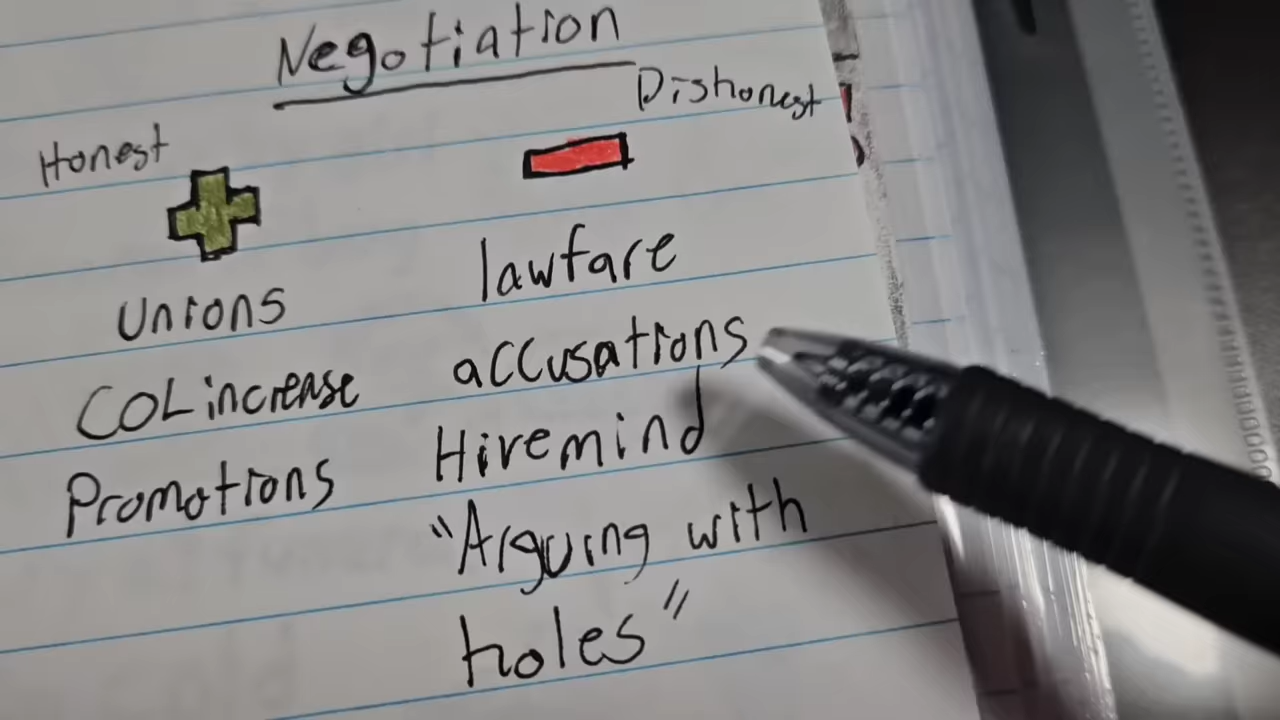 Negotiation
Honest
Dishonest
Unions
COL increase
Promotions
lawfare
accusations
Hivemind
"Arguing with
holes"